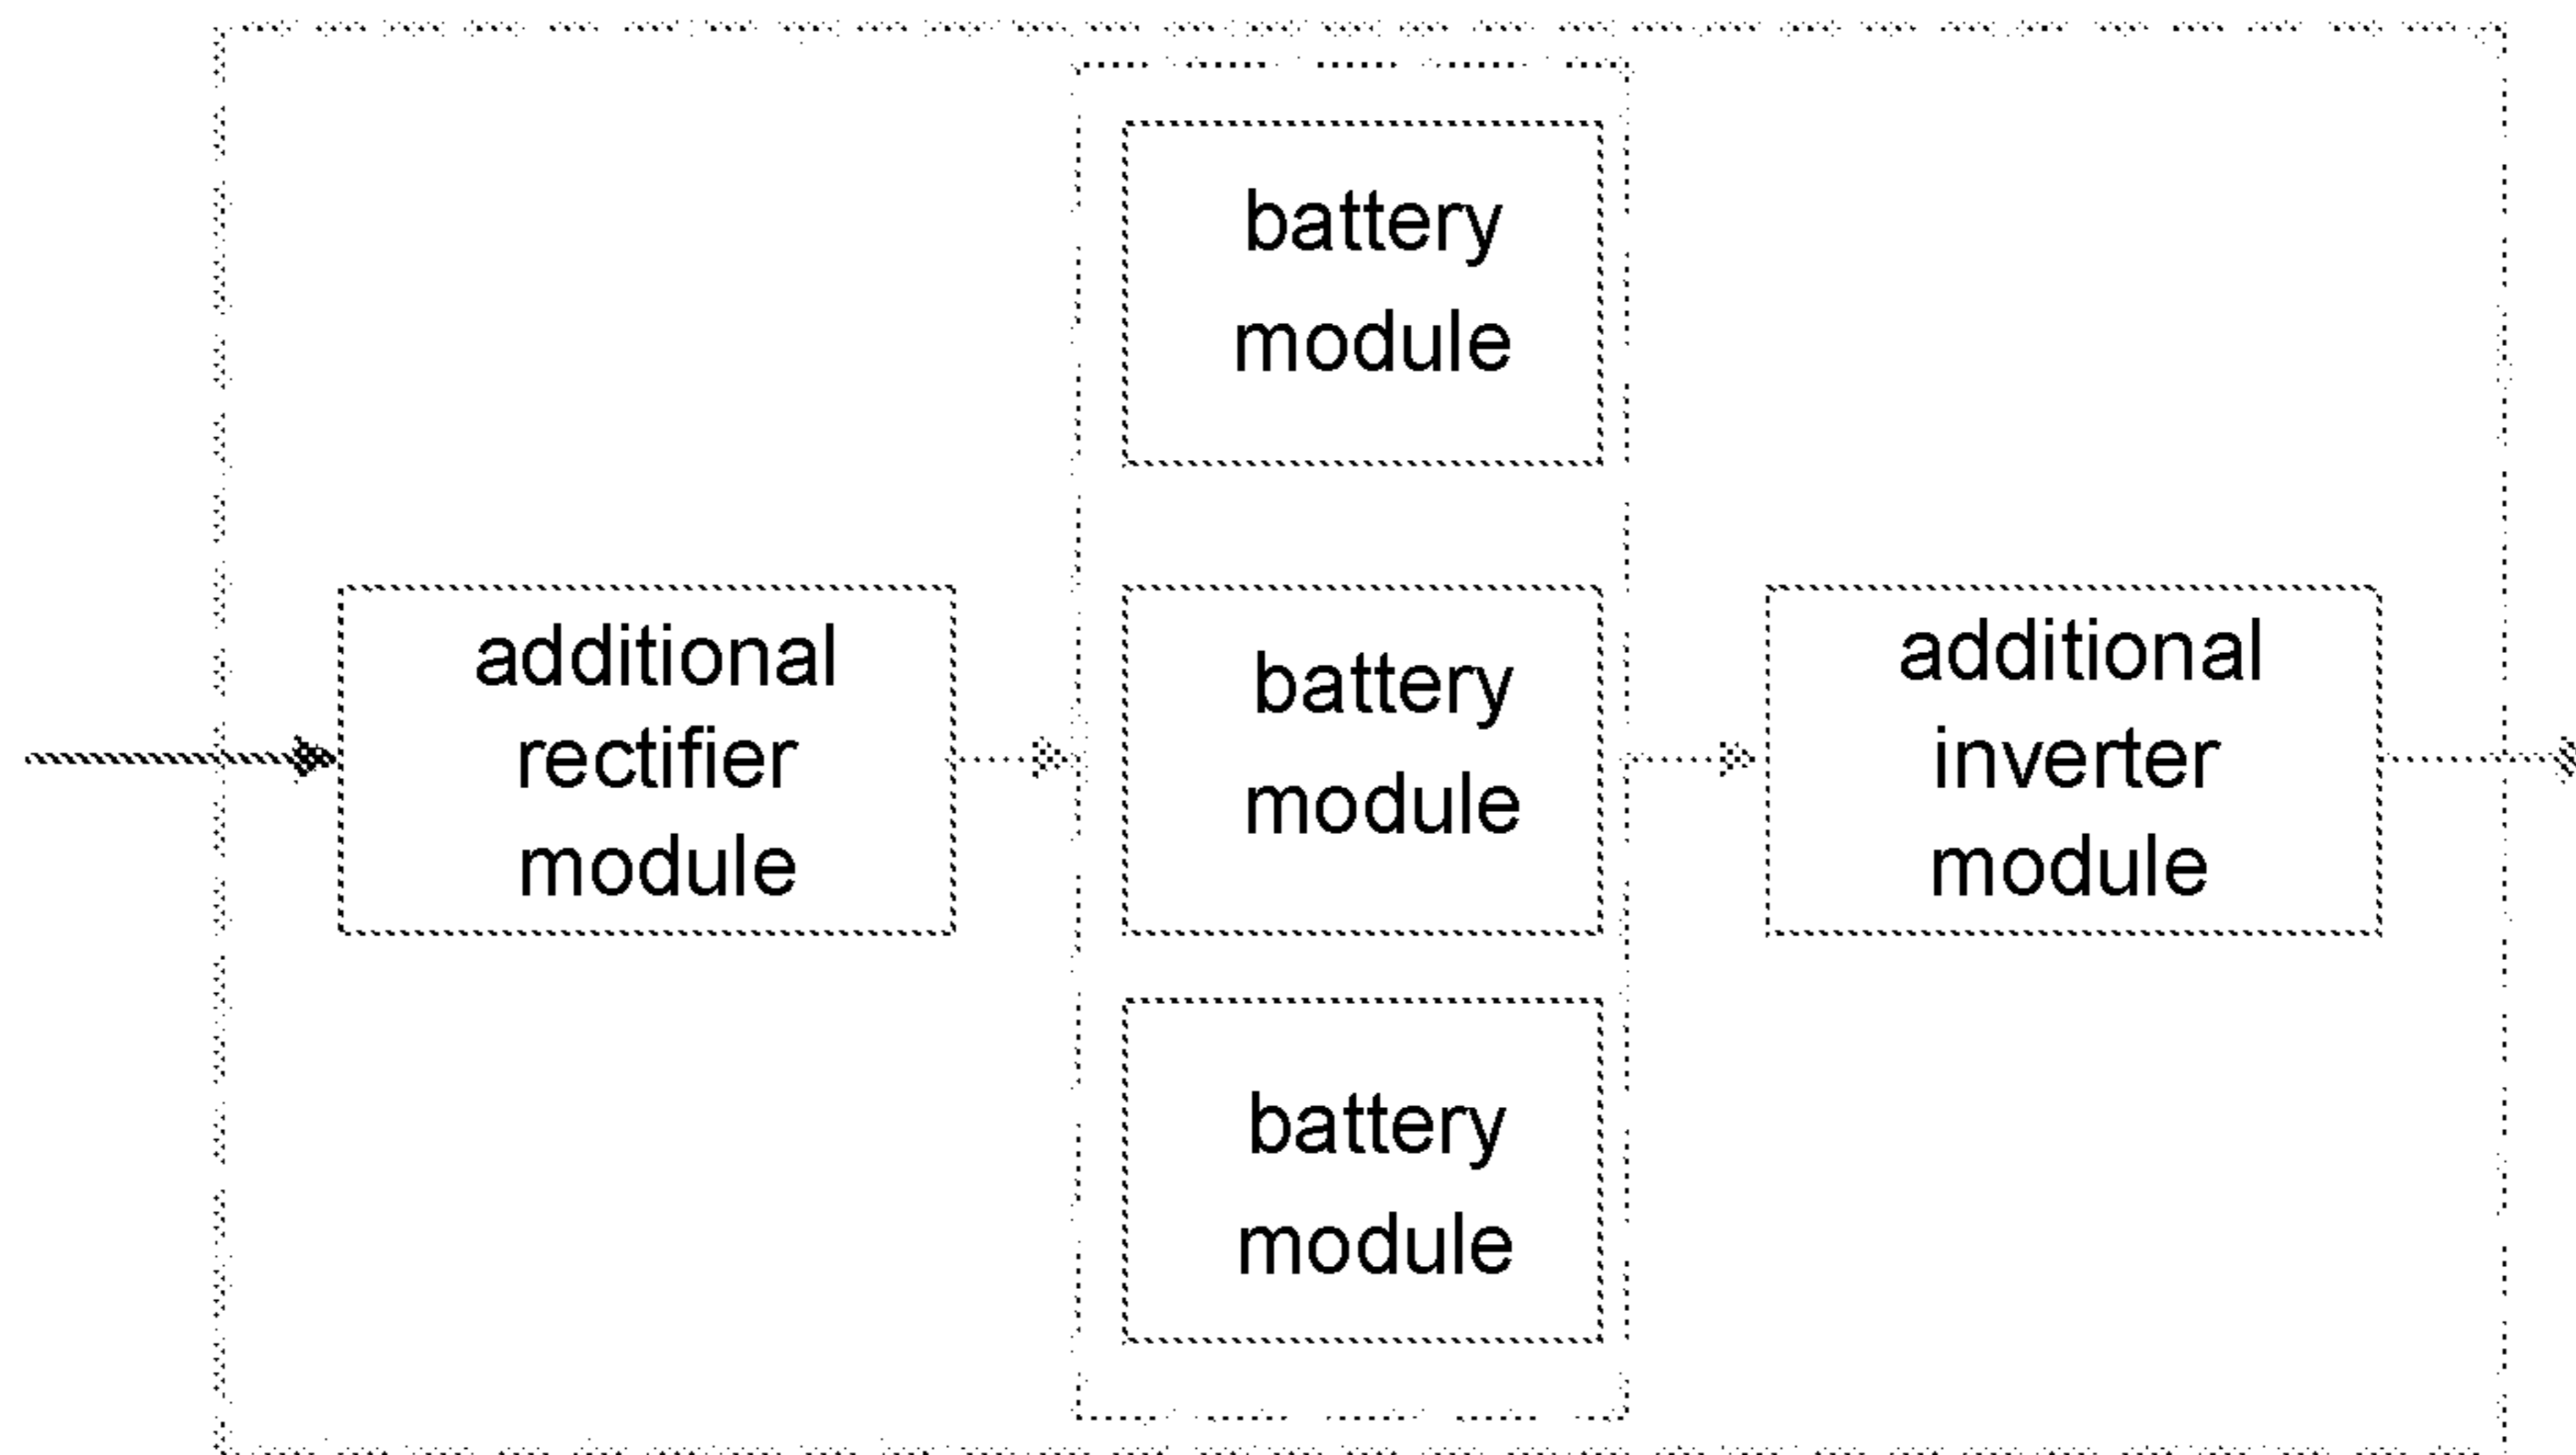 battery
module
additional
rectifier
module
battery
module
additional
inverter
module
battery
module